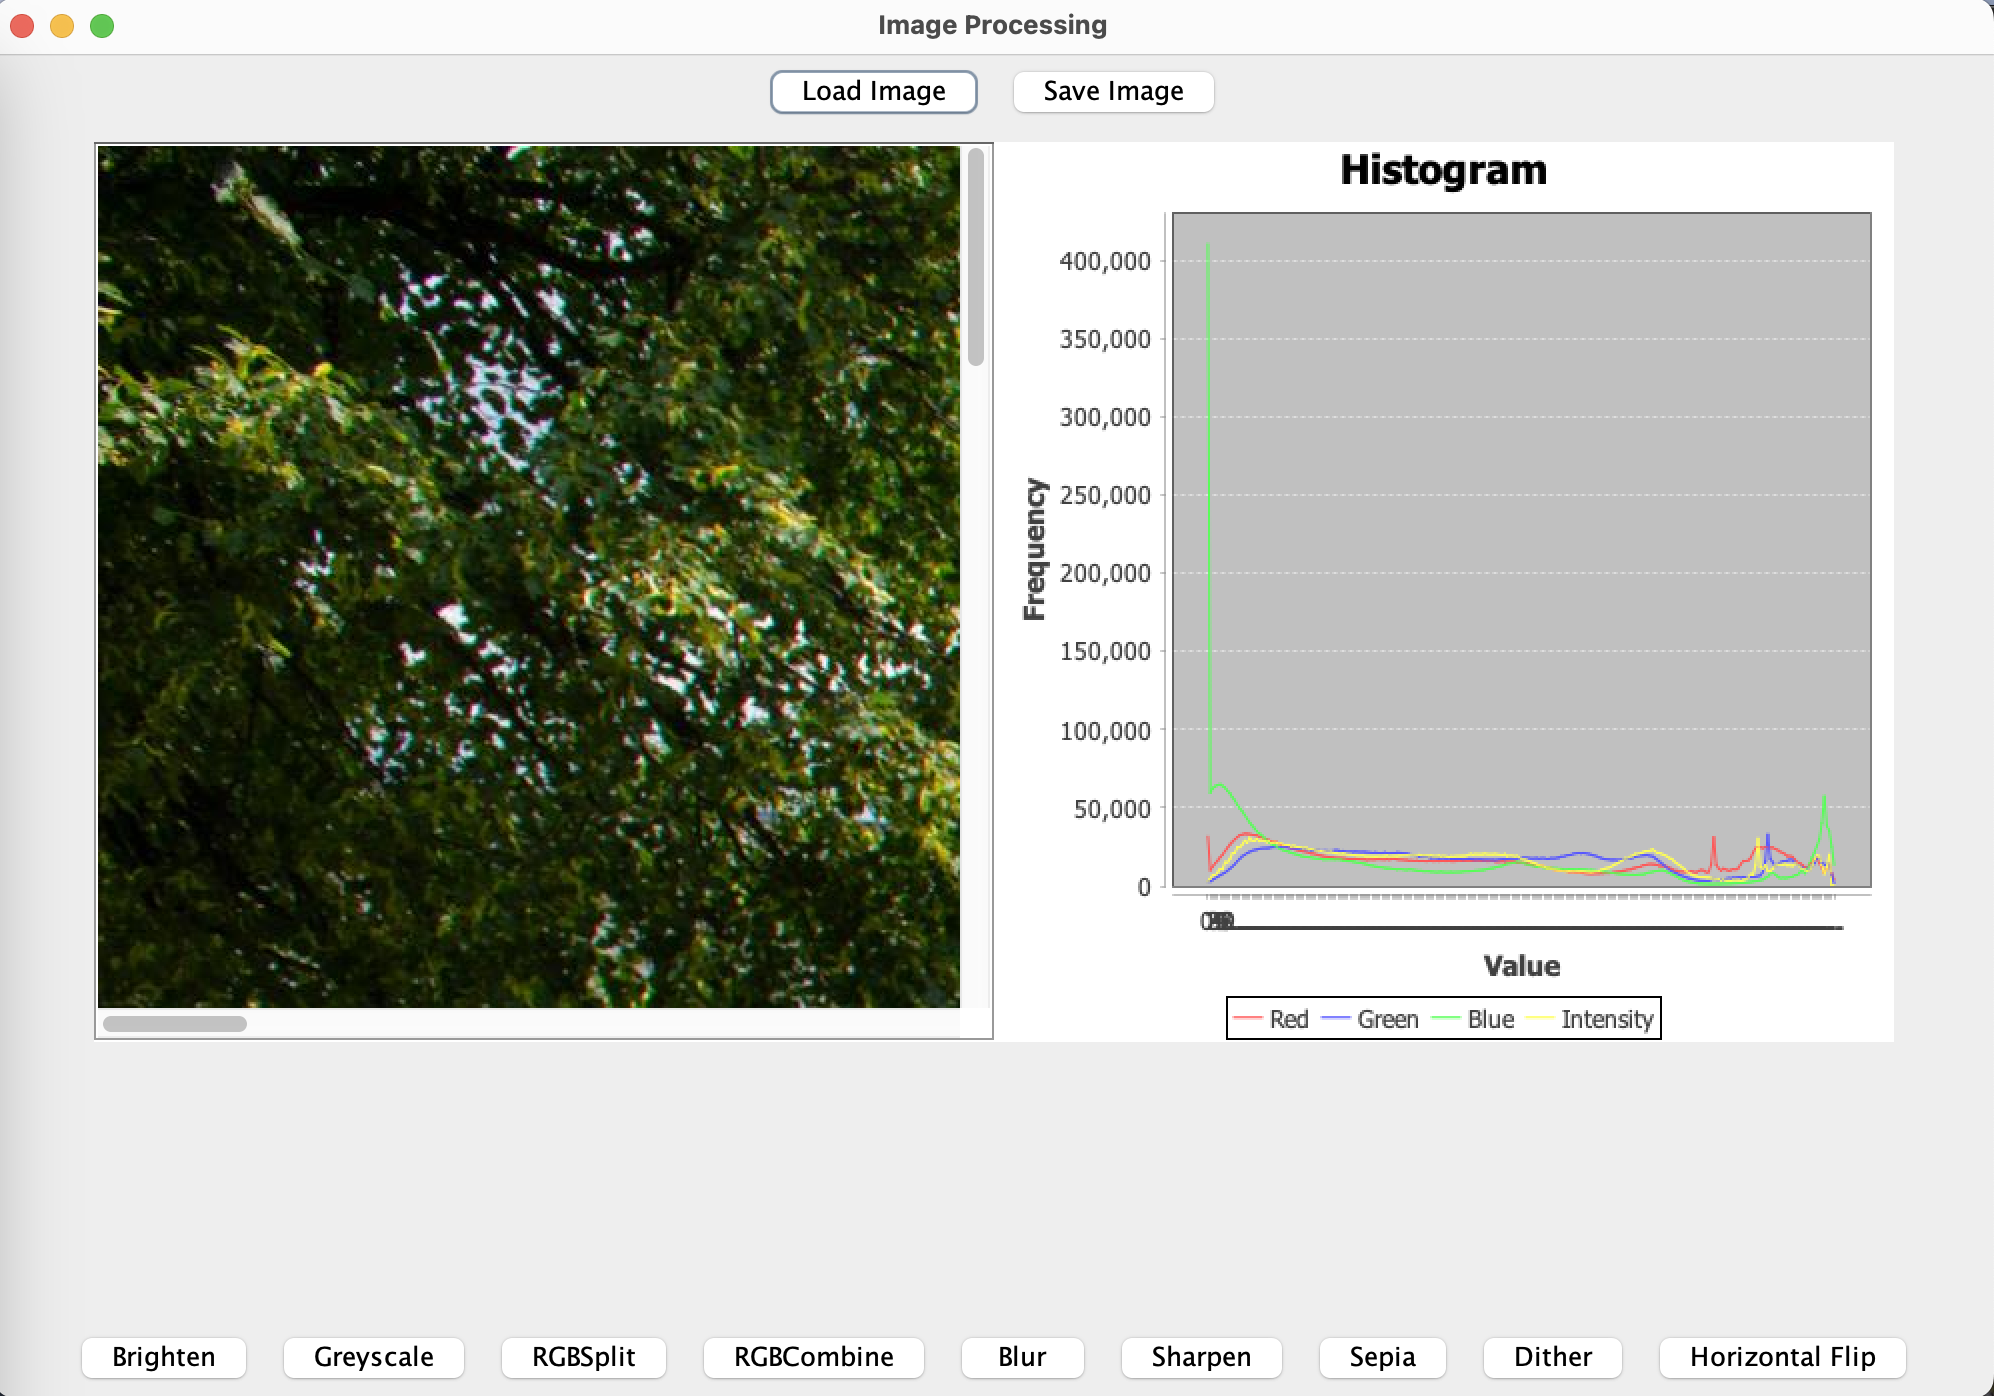 Image Processing
Load Image Save Image
Histogram
400,000
350,000
300,000
250,000
200,000
150,000
100,000
50,000
0
Frequency
Value
Red Green Blue Intensity
Brighten Greyscale RGBSplit RGBCombine Blur Sharpen Sepia Dither Horizontal Flip